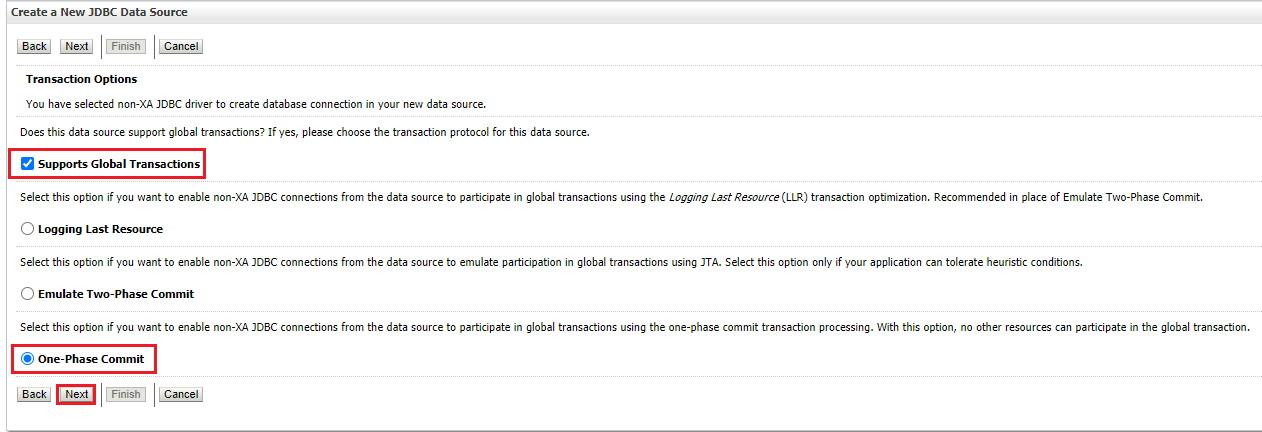 Create a New JDBC Data Source
Back Next Finish Cancel
Transaction Options
You have selected non-XA JDBC driver to create database connection in your new data source.
Does this data source support global transactions? If yes, please choose the transaction protocol for this data source.
Supports Global Transactions
Select this option if you want to enable non-XA JDBC connections from the data source to participate in global transactions using the Logging Last Resource (LLR) transaction optimization. Recommended in place of Emulate Two-Phase Commit.
Logging Last Resource
Select this option if you want to enable non-XA JDBC connections from the data source to emulate participation in global transactions using JTA. Select this option only if your application can tolerate heuristic conditions.
Emulate Two-Phase Commit
Select this option if you want to enable non-XA JDBC connections from the data source to participate in global transactions using the one-phase commit transaction processing. With this option, no other resources can participate in the global transaction.
One-Phase Commit
Back Next Finish Cancel